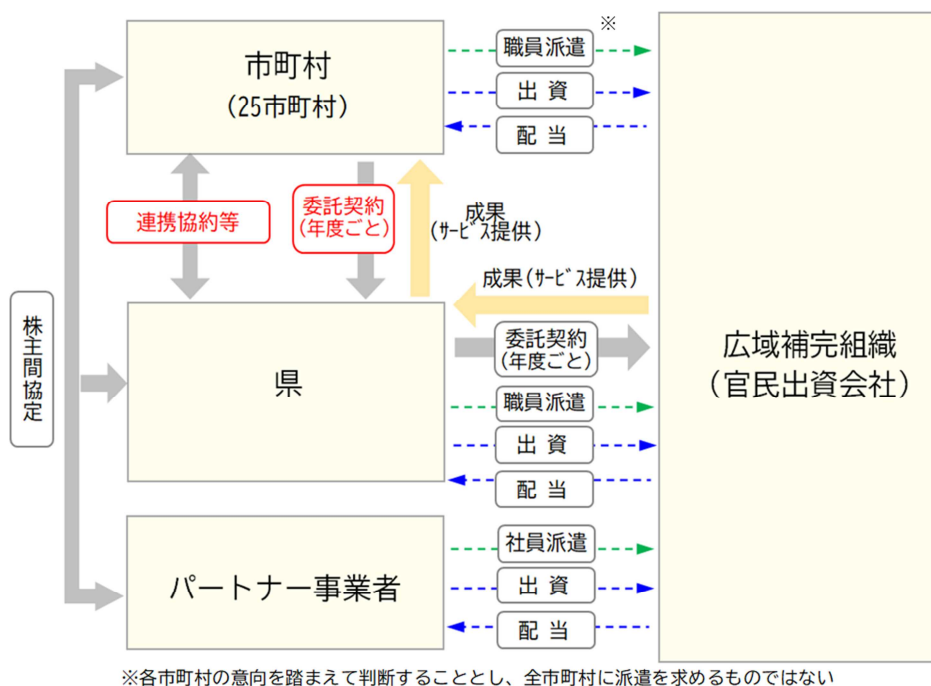 市町村
（25市町村）
職員派遣
※
出 資
配 当
連携協約等
委託契約
(年度ごと)
成果
(ｻｰﾋﾞｽ提供)
成果(ｻｰﾋﾞｽ提供)
株主間協定
県
委託契約
(年度ごと)
職員派遣
出 資
配 当
広域補完組織
（官民出資会社）
パートナー事業者
社員派遣
出 資
配 当
※各市町村の意向を踏まえて判断することとし、全市町村に派遣を求めるものではない